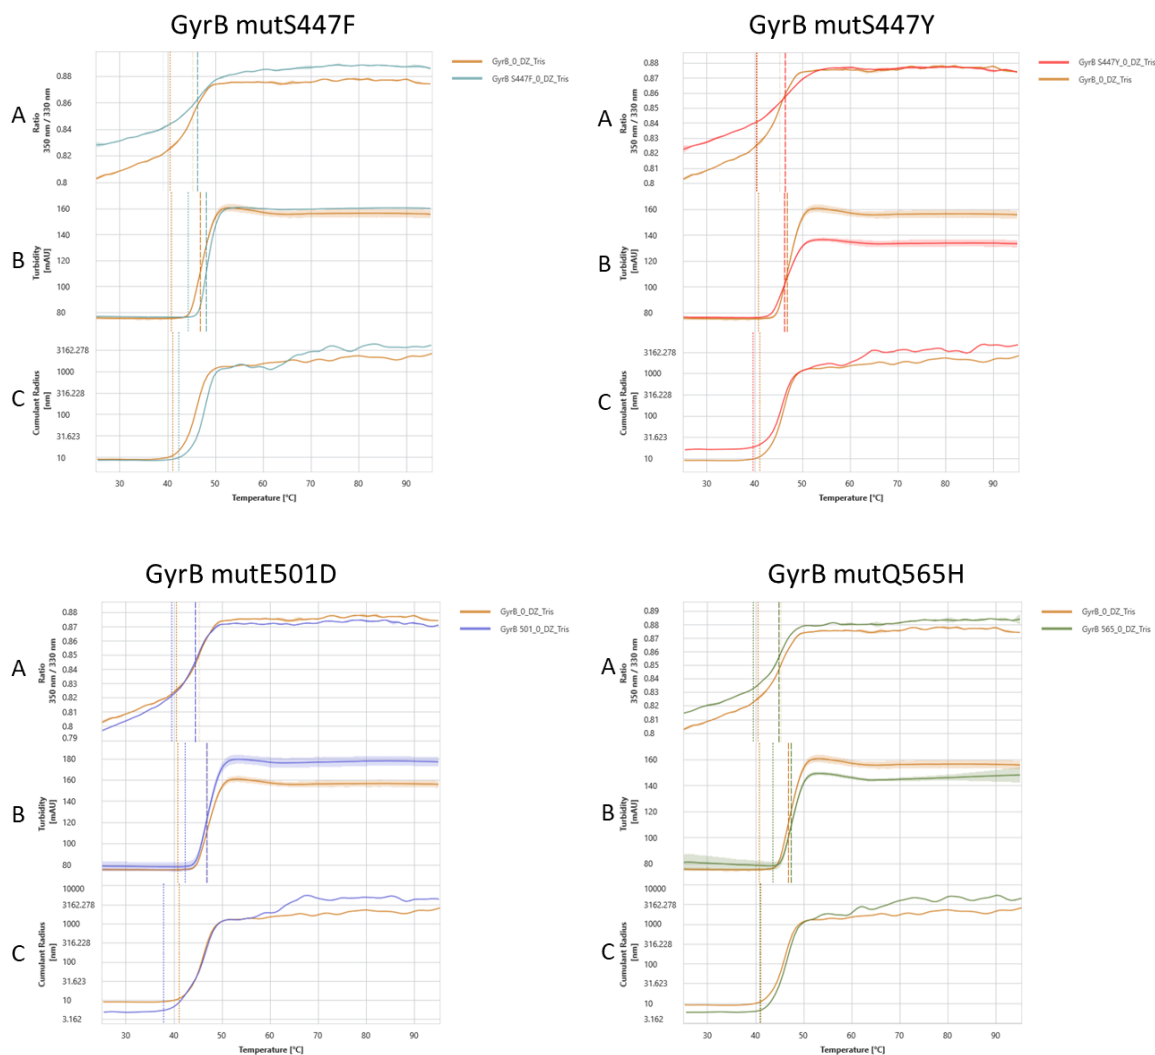 GyrB mutS447F
GyrB_0_DZ_Tris
GyrB S447F_0_DZ_Tris
A
Ratio
350 nm / 330 nm
0.88
0.86
0.84
0.82
0.8
B
Turbidity
[mAU]
160
140
120
100
80
C
Cumulant Radius
[nm]
3162.278
1000
316.228
100
31.623
10
30 40 50 60 70 80 90
Temperature [°C]
GyrB mutS447Y
GyrB S447Y_0_DZ_Tris
GyrB_0_DZ_Tris
A
Ratio
350 nm / 330 nm
0.88
0.87
0.86
0.85
0.84
0.83
0.82
0.81
0.8
B
Turbidity
[mAU]
160
140
120
100
80
C
Cumulant Radius
[nm]
3162.278
1000
316.228
100
31.623
10
30 40 50 60 70 80 90
Temperature [°C]
GyrB mutE501D
GyrB_0_DZ_Tris
GyrB 501_0_DZ_Tris
A
Ratio
350 nm / 330 nm
0.88
0.87
0.86
0.85
0.84
0.83
0.82
0.81
0.8
0.79
B
Turbidity
[mAU]
180
160
140
120
100
80
C
Cumulant Radius
[nm]
10000
3162.278
1000
316.228
100
31.623
10
3.162
30 40 50 60 70 80 90
Temperature [°C]
GyrB mutQ565H
GyrB_0_DZ_Tris
GyrB 565_0_DZ_Tris
A
Ratio
350 nm / 330 nm
0.89
0.88
0.87
0.86
0.85
0.84
0.83
0.82
0.81
0.8
B
Turbidity
[mAU]
160
140
120
100
80
C
Cumulant Radius
[nm]
10000
3162.278
1000
316.228
100
31.623
10
3.162
30 40 50 60 70 80 90
Temperature [°C]